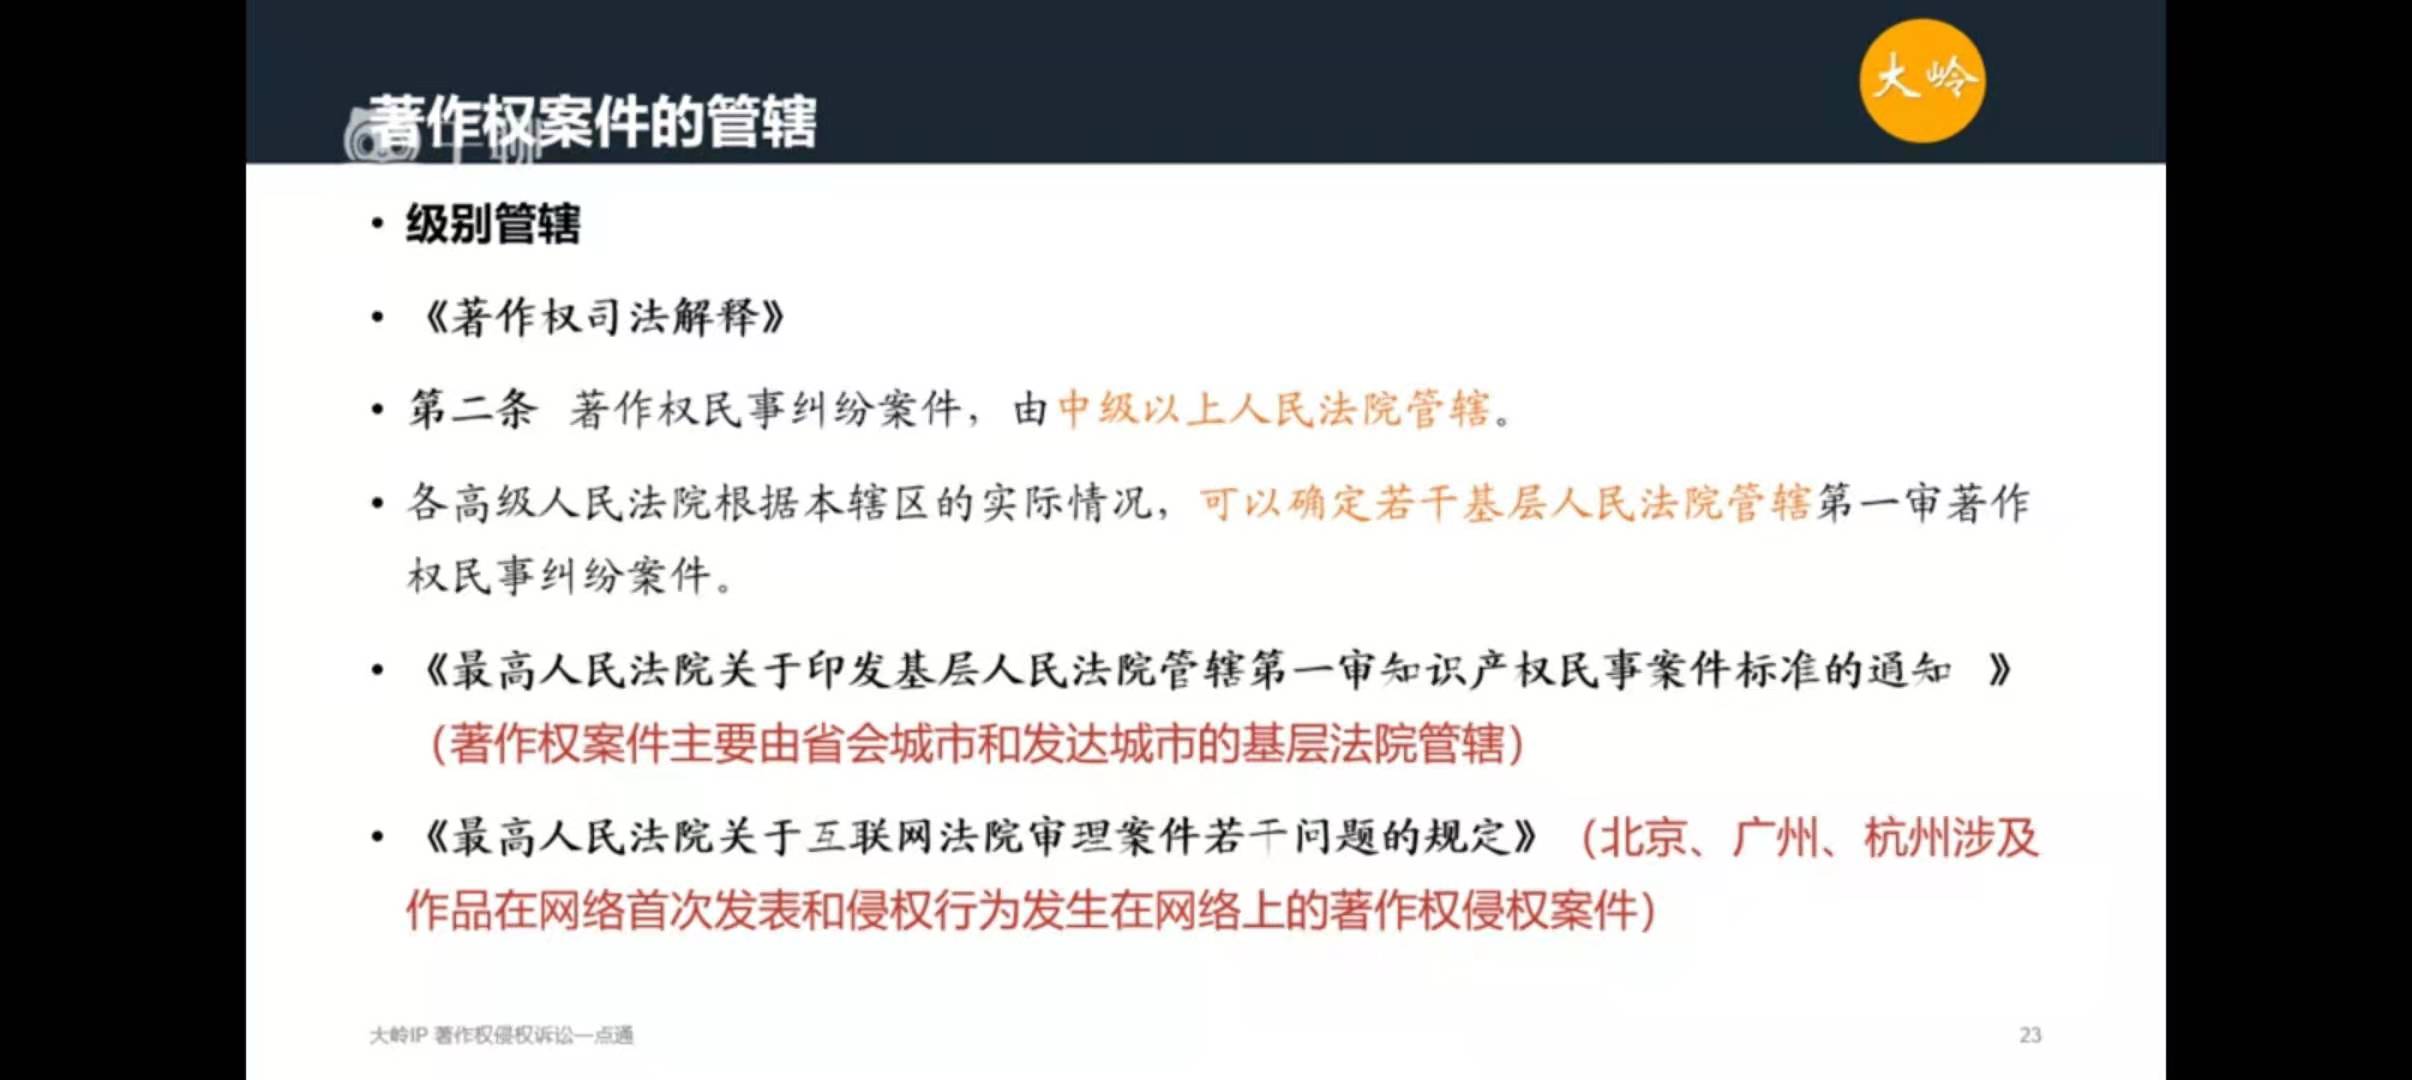 大岭
著作权案件的管辖
• 级别管辖
• 《著作权司法解释》
• 第二条 著作权民事纠纷案件，由中级以上人民法院管辖。
• 各高级人民法院根据本辖区的实际情况，可以确定若干基层人民法院管辖第一审著作
权民事纠纷案件。
• 《最高人民法院关于印发基层人民法院管辖第一审知识产权民事案件标准的通知 》
（著作权案件主要由省会城市和发达城市的基层法院管辖）
• 《最高人民法院关于互联网法院审理案件若干问题的规定》（北京、广州、杭州涉及
作品在网络首次发表和侵权行为发生在网络上的著作权侵权案件）
大岭IP 著作权侵权诉讼一点通
23